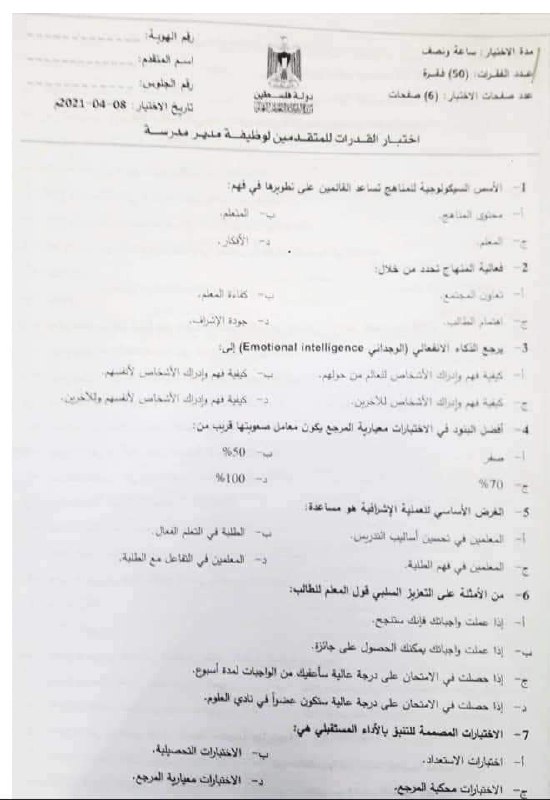 مدة الاختبار: ساعة ونصف
عدد الفقرات: (50) فقرة
عدد صفحات الاختبار: (6) صفحات
دولة فلسطين
رقم الهوية:
اسم المتقدم:
رقم الجلوس:
تاريخ الاختبار: 08-04-2021م
اختبار القدرات للمتقدمين لوظيفة مدير مدرسة
1- الأسس السيكولوجية للمناهج تساعد القائمين على تطويرها في فهم:
أ- محتوى المناهج. ب- المتعلم.
ج- المعلم. د- الأفكار.
2- فعالية المنهاج تحدد من خلال:
أ- تعاون المجتمع. ب- كفاءة المعلم.
ج- اهتمام الطالب. د- جودة الإشراف.
3- يرجع الذكاء الانفعالي (الوجداني Emotional intelligence) إلى:
أ- كيفية فهم وإدراك الأشخاص للعالم من حولهم. ب- كيفية فهم وإدراك الأشخاص لأنفسهم.
ج- كيفية فهم وإدراك الأشخاص للآخرين. د- كيفية فهم وإدراك الأشخاص لأنفسهم وللآخرين.
4- أفضل البنود في الاختبارات معيارية المرجع يكون معامل صعوبتها قريب من:
أ- صفر ب- 50%
ج- 70% د- 100%
5- الغرض الأساسي للعملية الإشرافية هو مساعدة:
أ- المعلمين في تحسين أساليب التدريس. ب- الطلبة في التعلم الفعال.
ج- المعلمين في فهم الطلبة. د- المعلمين في التفاعل مع الطلبة.
6- من الأمثلة على التعزيز السلبي قول المعلم للطالب:
أ- إذا عملت واجباتك فإنك ستنجح.
ب- إذا عملت واجباتك يمكنك الحصول على جائزة.
ج- إذا حصلت في الامتحان على درجة عالية سأعفيك من الواجبات لمدة أسبوع.
د- إذا حصلت في الامتحان على درجة عالية ستكون عضواً في نادي العلوم.
7- الاختبارات المصممة للتنبؤ بالأداء المستقبلي هي:
أ- اختبارات الاستعداد. ب- الاختبارات التحصيلية.
ج- الاختبارات محكية المرجع. د- الاختبارات معيارية المرجع.